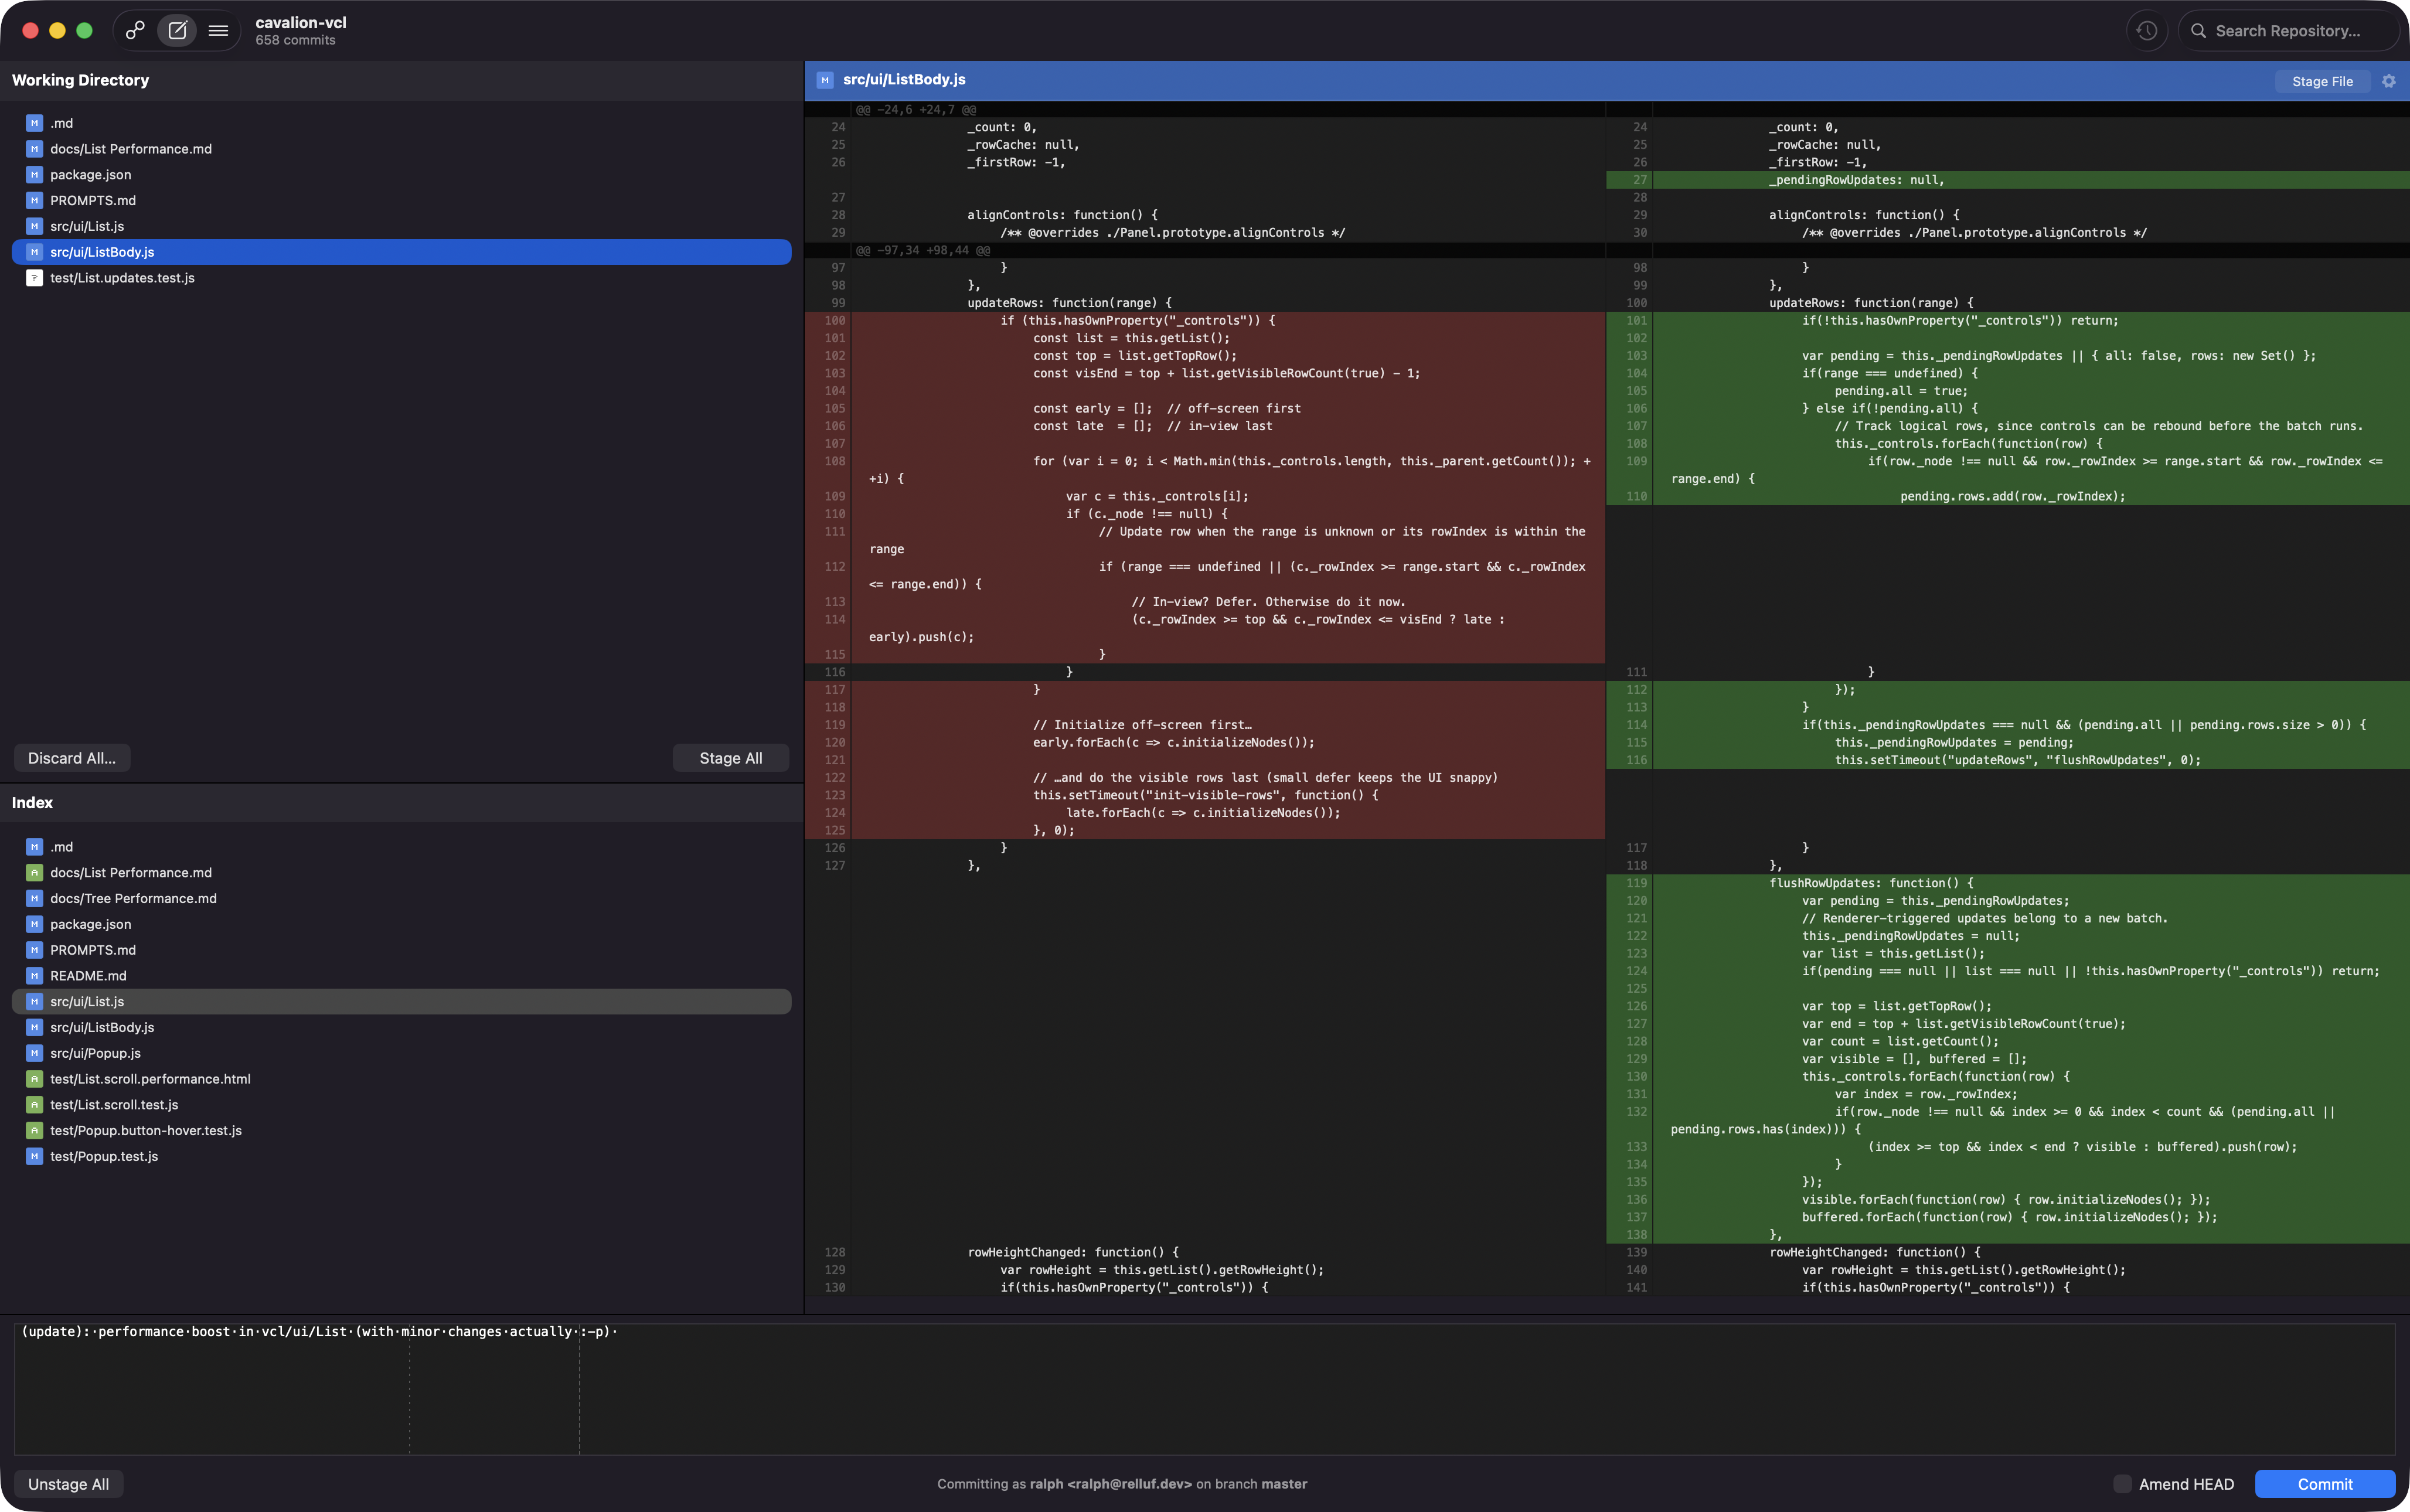 cavalion-vcl
658 commits
Search Repository...
Working Directory
M .md
M docs/List Performance.md
M package.json
M PROMPTS.md
M src/ui/List.js
M src/ui/ListBody.js
? test/List.updates.test.js
Discard All...
Stage All
Index
M .md
A docs/List Performance.md
M docs/Tree Performance.md
M package.json
M PROMPTS.md
M README.md
M src/ui/List.js
M src/ui/ListBody.js
M src/ui/Popup.js
A test/List.scroll.performance.html
A test/List.scroll.test.js
A test/Popup.button-hover.test.js
M test/Popup.test.js
M src/ui/ListBody.js
Stage File
@@ -24,6 +24,7 @@
24 _count: 0,
25 _rowCache: null,
26 _firstRow: -1,
27
28 alignControls: function() {
29 /** @overrides ./Panel.prototype.alignControls */
@@ -97,34 +98,44 @@
97 }
98 },
99 updateRows: function(range) {
100 if (this.hasOwnProperty("_controls")) {
101 const list = this.getList();
102 const top = list.getTopRow();
103 const visEnd = top + list.getVisibleRowCount(true) - 1;
104
105 const early = [];  // off-screen first
106 const late  = [];  // in-view last
107
108 for (var i = 0; i < Math.min(this._controls.length, this._parent.getCount()); +
+i) {
109 var c = this._controls[i];
110 if (c._node !== null) {
111 // Update row when the range is unknown or its rowIndex is within the
range
112 if (range === undefined || (c._rowIndex >= range.start && c._rowIndex
<= range.end)) {
113 // In-view? Defer. Otherwise do it now.
114 (c._rowIndex >= top && c._rowIndex <= visEnd ? late :
early).push(c);
115 }
116 }
117 }
118
119 // Initialize off-screen first…
120 early.forEach(c => c.initializeNodes());
121
122 // …and do the visible rows last (small defer keeps the UI snappy)
123 this.setTimeout("init-visible-rows", function() {
124 late.forEach(c => c.initializeNodes());
125 }, 0);
126 }
127 },
128 rowHeightChanged: function() {
129 var rowHeight = this.getList().getRowHeight();
130 if(this.hasOwnProperty("_controls")) {
24 _count: 0,
25 _rowCache: null,
26 _firstRow: -1,
27 _pendingRowUpdates: null,
28
29 alignControls: function() {
30 /** @overrides ./Panel.prototype.alignControls */
98 }
99 },
100 updateRows: function(range) {
101 if(!this.hasOwnProperty("_controls")) return;
102
103 var pending = this._pendingRowUpdates || { all: false, rows: new Set() };
104 if(range === undefined) {
105 pending.all = true;
106 } else if(!pending.all) {
107 // Track logical rows, since controls can be rebound before the batch runs.
108 this._controls.forEach(function(row) {
109 if(row._node !== null && row._rowIndex >= range.start && row._rowIndex <=
range.end) {
110 pending.rows.add(row._rowIndex);
111 }
112 });
113 }
114 if(this._pendingRowUpdates === null && (pending.all || pending.rows.size > 0)) {
115 this._pendingRowUpdates = pending;
116 this.setTimeout("updateRows", "flushRowUpdates", 0);
117 }
118 },
119 flushRowUpdates: function() {
120 var pending = this._pendingRowUpdates;
121 // Renderer-triggered updates belong to a new batch.
122 this._pendingRowUpdates = null;
123 var list = this.getList();
124 if(pending === null || list === null || !this.hasOwnProperty("_controls")) return;
125
126 var top = list.getTopRow();
127 var end = top + list.getVisibleRowCount(true);
128 var count = list.getCount();
129 var visible = [], buffered = [];
130 this._controls.forEach(function(row) {
131 var index = row._rowIndex;
132 if(row._node !== null && index >= 0 && index < count && (pending.all ||
pending.rows.has(index))) {
133 (index >= top && index < end ? visible : buffered).push(row);
134 }
135 });
136 visible.forEach(function(row) { row.initializeNodes(); });
137 buffered.forEach(function(row) { row.initializeNodes(); });
138 },
139 rowHeightChanged: function() {
140 var rowHeight = this.getList().getRowHeight();
141 if(this.hasOwnProperty("_controls")) {
(update):·performance·boost·in·vcl/ui/List·(with·minor·changes·actually·:-p)·
Unstage All
Committing as ralph <ralph@relluf.dev> on branch master
Amend HEAD
Commit